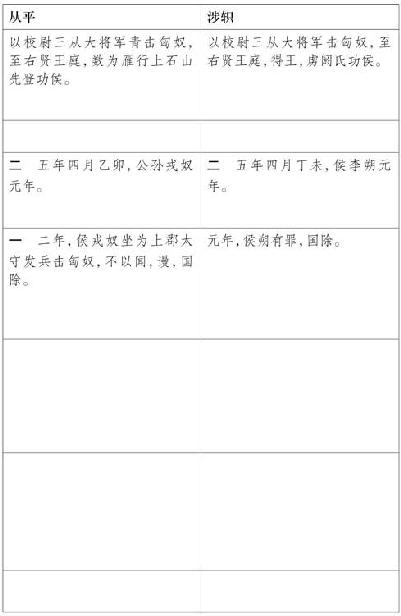 从平
涉轵
以校尉三从大将军青击匈奴,
至右贤王庭,数为雁行上石山
先登功侯。
以校尉三从大将军击匈奴,至
右贤王庭,得王,虏阏氏功侯。
二 五年四月乙卯,公孙戎奴
元年。
二 五年四月丁未,侯李朔元
年。
一 二年,侯戎奴坐为上郡太
守发兵击匈奴,不以闻,谩,国
除。
元年,侯朔有罪,国除。